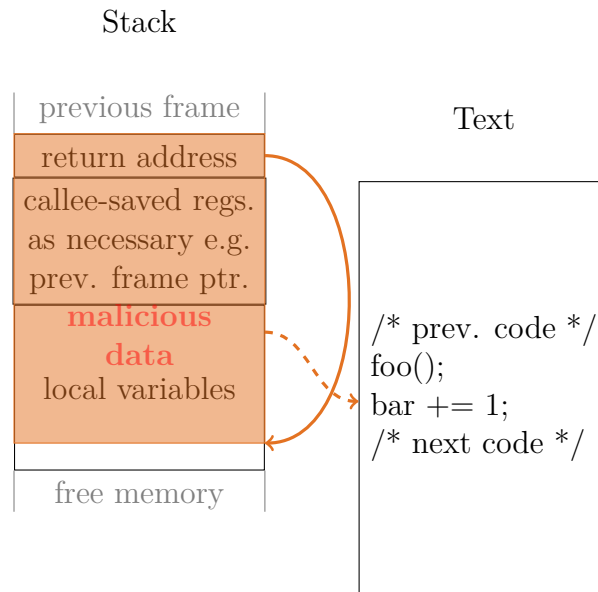 Stack
previous frame
return address
callee-saved regs.
as necessary e.g.
prev. frame ptr.
malicious
data
local variables
free memory
Text
/* prev. code */
foo();
bar += 1;
/* next code */